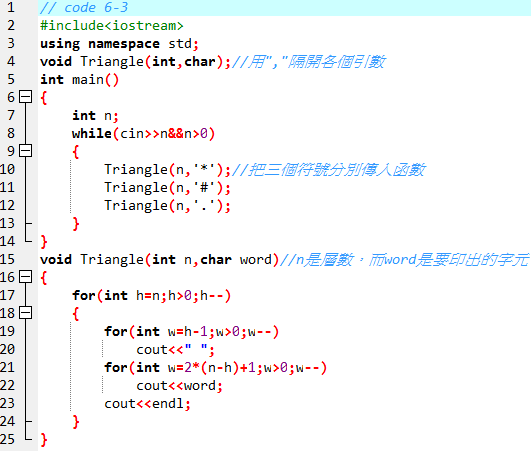 1 // code 6-3
2 #include<iostream>
3 using namespace std;
4 void Triangle(int,char);//用","隔開各個引數
5 int main()
6 {
7 int n;
8 while(cin>>n&&n>0)
9 {
10 Triangle(n,'*');//把三個符號分別傳人函數
11 Triangle(n,'#');
12 Triangle(n,'.');
13 }
14 }
15 void Triangle(int n,char word)//n是層數，而word是要印出的字元
16 {
17 for(int h=n;h>0;h--)
18 {
19 for(int w=h-1;w>0;w--)
20 cout<<" ";
21 for(int w=2*(n-h)+1;w>0;w--)
22 cout<<word;
23 cout<<endl;
24 }
25 }